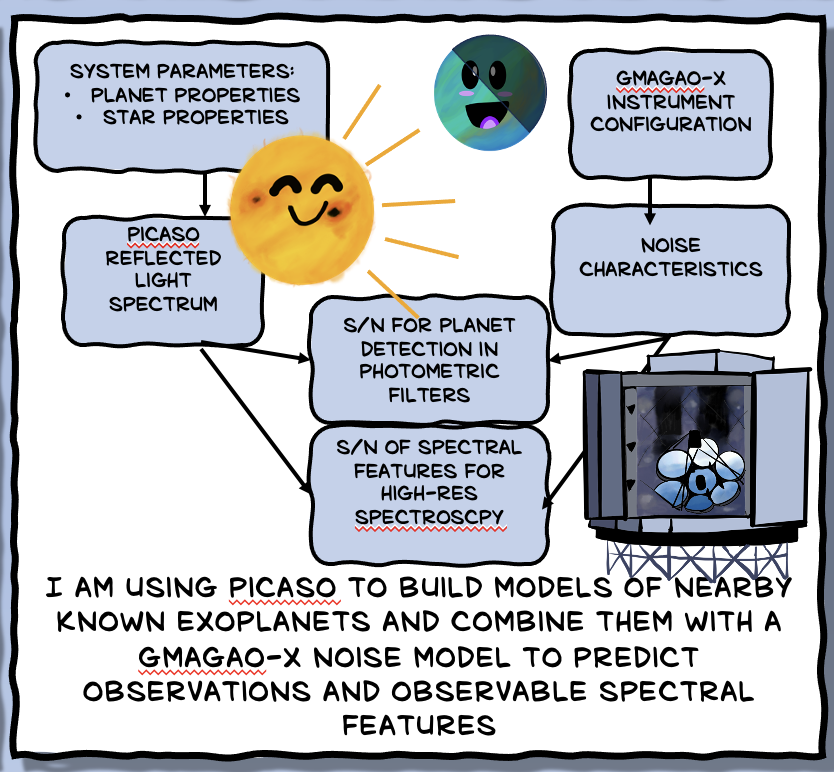 SYSTEM PARAMETERS:
• PLANET PROPERTIES
• STAR PROPERTIES
GMAGAO-X
INSTRUMENT
CONFIGURATION
PICASO
REFLECTED
LIGHT
SPECTRUM
NOISE
CHARACTERISTICS
S/N FOR PLANET
DETECTION IN
PHOTOMETRIC
FILTERS
S/N OF SPECTRAL
FEATURES FOR
HIGH-RES
SPECTROSCPY
I AM USING PICASO TO BUILD MODELS OF NEARBY
KNOWN EXOPLANETS AND COMBINE THEM WITH A
GMAGAO-X NOISE MODEL TO PREDICT
OBSERVATIONS AND OBSERVABLE SPECTRAL
FEATURES